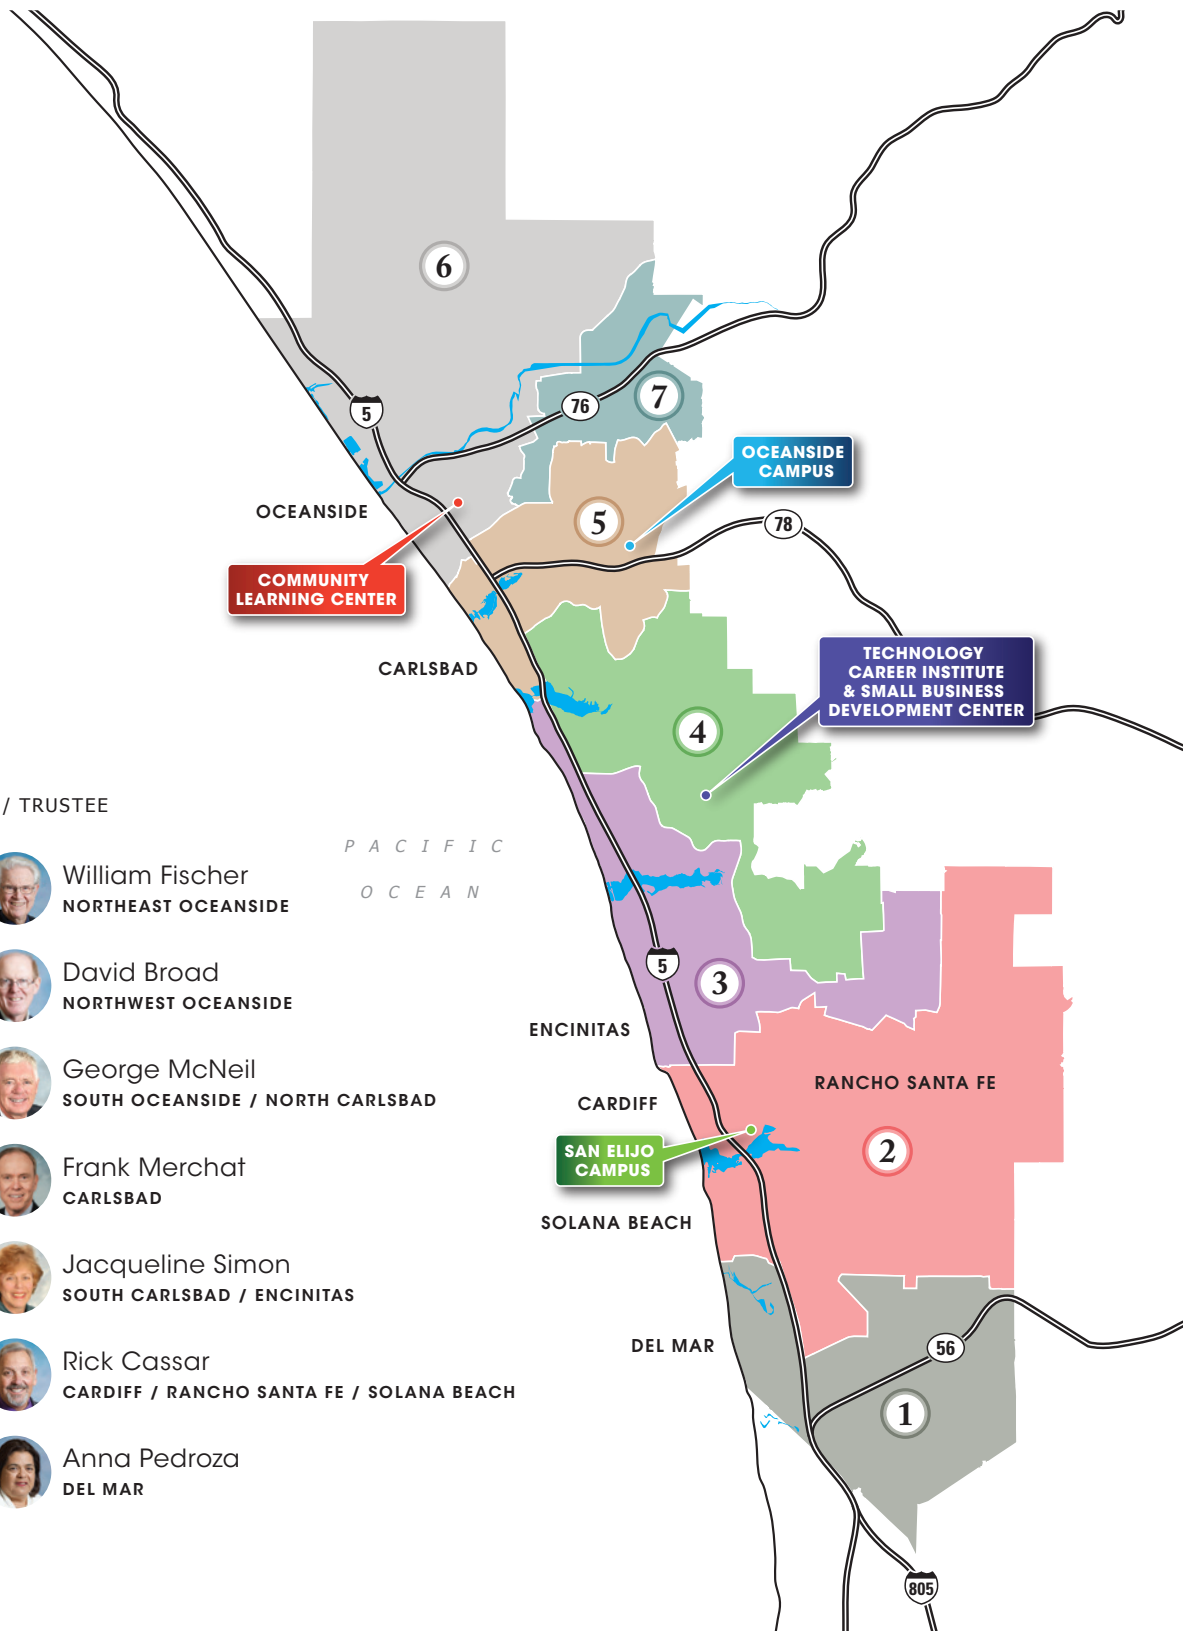 6
7
5
76
OCEANSIDE
CAMPUS
OCEANSIDE
5
78
COMMUNITY
LEARNING CENTER
CARLSBAD
TECHNOLOGY
CAREER INSTITUTE
& SMALL BUSINESS
DEVELOPMENT CENTER
4
/ TRUSTEE
PACIFIC
OCEAN
William Fischer
NORTHEAST OCEANSIDE
David Broad
NORTHWEST OCEANSIDE
George McNeil
SOUTH OCEANSIDE / NORTH CARLSBAD
Frank Merchat
CARLSBAD
Jacqueline Simon
SOUTH CARLSBAD / ENCINITAS
Rick Cassar
CARDIFF / RANCHO SANTA FE / SOLANA BEACH
Anna Pedroza
DEL MAR
5
3
ENCINITAS
RANCHO SANTA FE
CARDIFF
SAN ELIJO
CAMPUS
2
SOLANA BEACH
DEL MAR
56
1
805